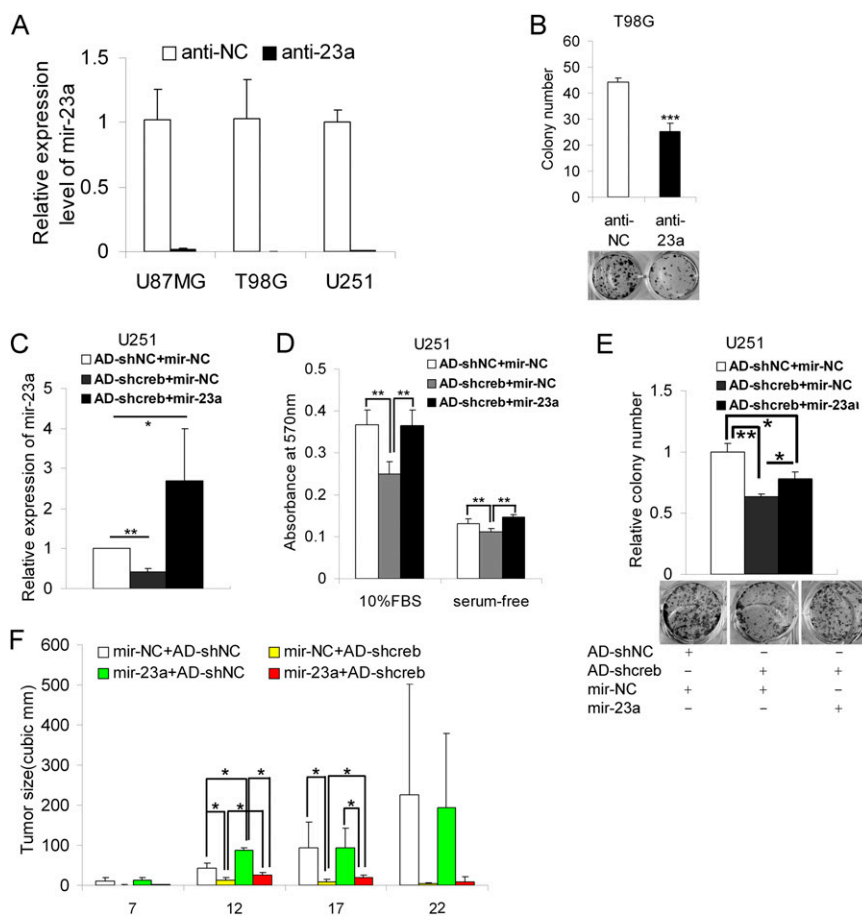 A
anti-NC anti-23a
Relative expression
level of mir-23a
1.5
1
0.5
0
U87MG T98G U251
B
T98G
Colony number
60
50
40
30
20
10
0
***
anti-
NC
anti-
23a
C
U251
AD-shNC+mir-NC
AD-shcreb+mir-NC
AD-shcreb+mir-23a
Relative expression of mir-23a
5
4
3
2
1
0
*
**
D
U251
AD-shNC+mir-NC
AD-shcreb+mir-NC
AD-shcreb+mir-23a
Absorbance at 570nm
0.5
0.4
0.3
0.2
0.1
0
** **
** **
10%FBS serum-free
E
U251
AD-shNC+mir-NC
AD-shcreb+mir-NC
AD-shcreb+mir-23a
Relative colony number
1.5
1
0.5
0
*
**
*
AD-shNC + – –
AD-shcreb – + +
mir-NC + + –
mir-23a – – +
F
mir-NC+AD-shNC mir-NC+AD-shcreb
mir-23a+AD-shNC mir-23a+AD-shcreb
Tumor size(cubic mm)
600
500
400
300
200
100
0
* *
* *
* *
*
7 12 17 22